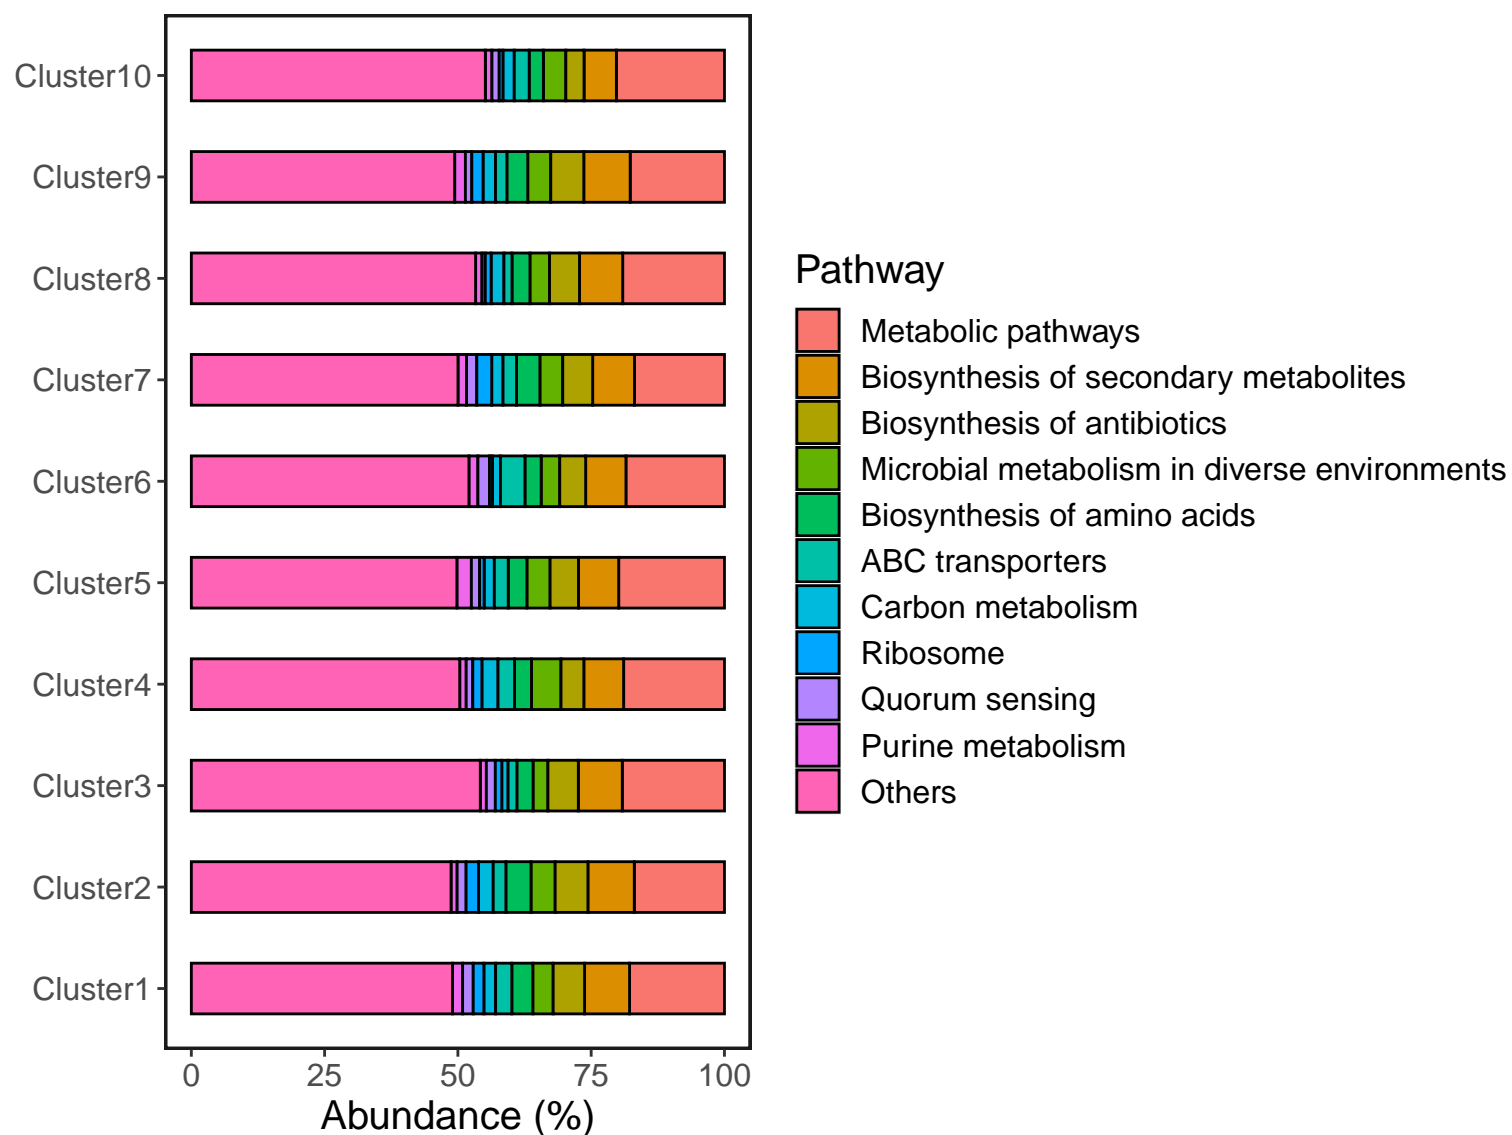 Cluster10
Cluster9
Cluster8
Cluster7
Cluster6
Cluster5
Cluster4
Cluster3
Cluster2
Cluster1
0 25 50 75 100
Abundance (%)
Pathway
Metabolic pathways
Biosynthesis of secondary metabolites
Biosynthesis of antibiotics
Microbial metabolism in diverse environments
Biosynthesis of amino acids
ABC transporters
Carbon metabolism
Ribosome
Quorum sensing
Purine metabolism
Others